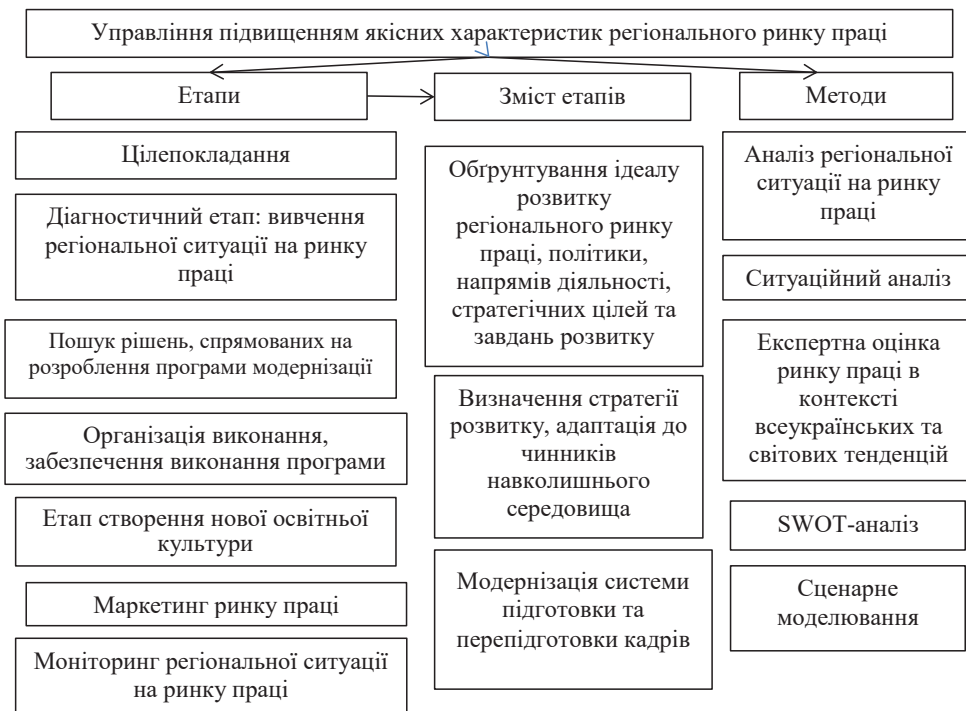 Управління підвищенням якісних характеристик регіонального ринку праці
Етапи
Зміст етапів
Методи
Цілепокладання
Діагностичний етап: вивчення
регіональної ситуації на ринку
праці
Пошук рішень, спрямованих на
розроблення програми модернізації
Організація виконання,
забезпечення виконання програми
Етап створення нової освітньої
культури
Маркетинг ринку праці
Моніторинг регіональної ситуації
на ринку праці
Обґрунтування ідеалу
розвитку
регіонального ринку
праці, політики,
напрямів діяльності,
стратегічних цілей та
завдань розвитку
Визначення стратегії
розвитку, адаптація до
чинників
навколишнього
середовища
Модернізація системи
підготовки та
перепідготовки кадрів
Аналіз регіональної
ситуації на ринку
праці
Ситуаційний аналіз
Експертна оцінка
ринку праці в
контексті
всеукраїнських та
світових тенденцій
SWOT-аналіз
Сценарне
моделювання